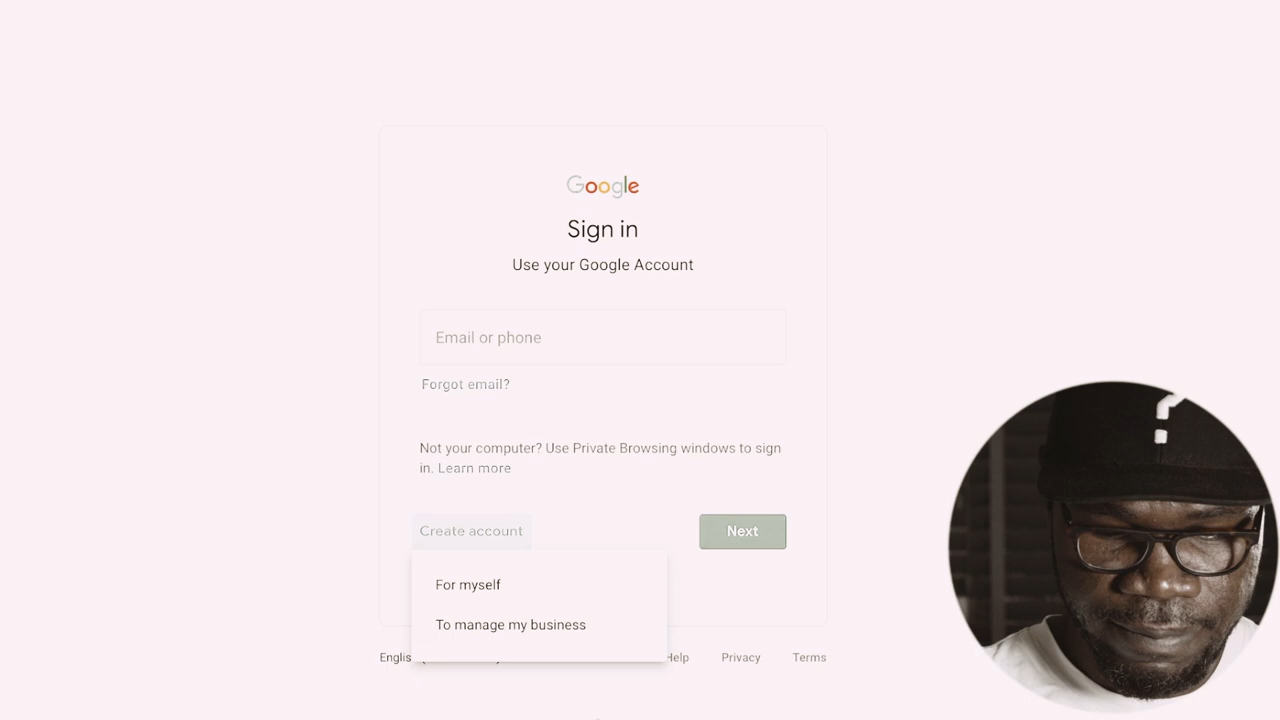 Google
Sign in
Use your Google Account
Email or phone
Forgot email?
Not your computer? Use Private Browsing windows to sign
in. Learn more
Create account
Next
For myself
To manage my business
Help
Privacy
Terms
?